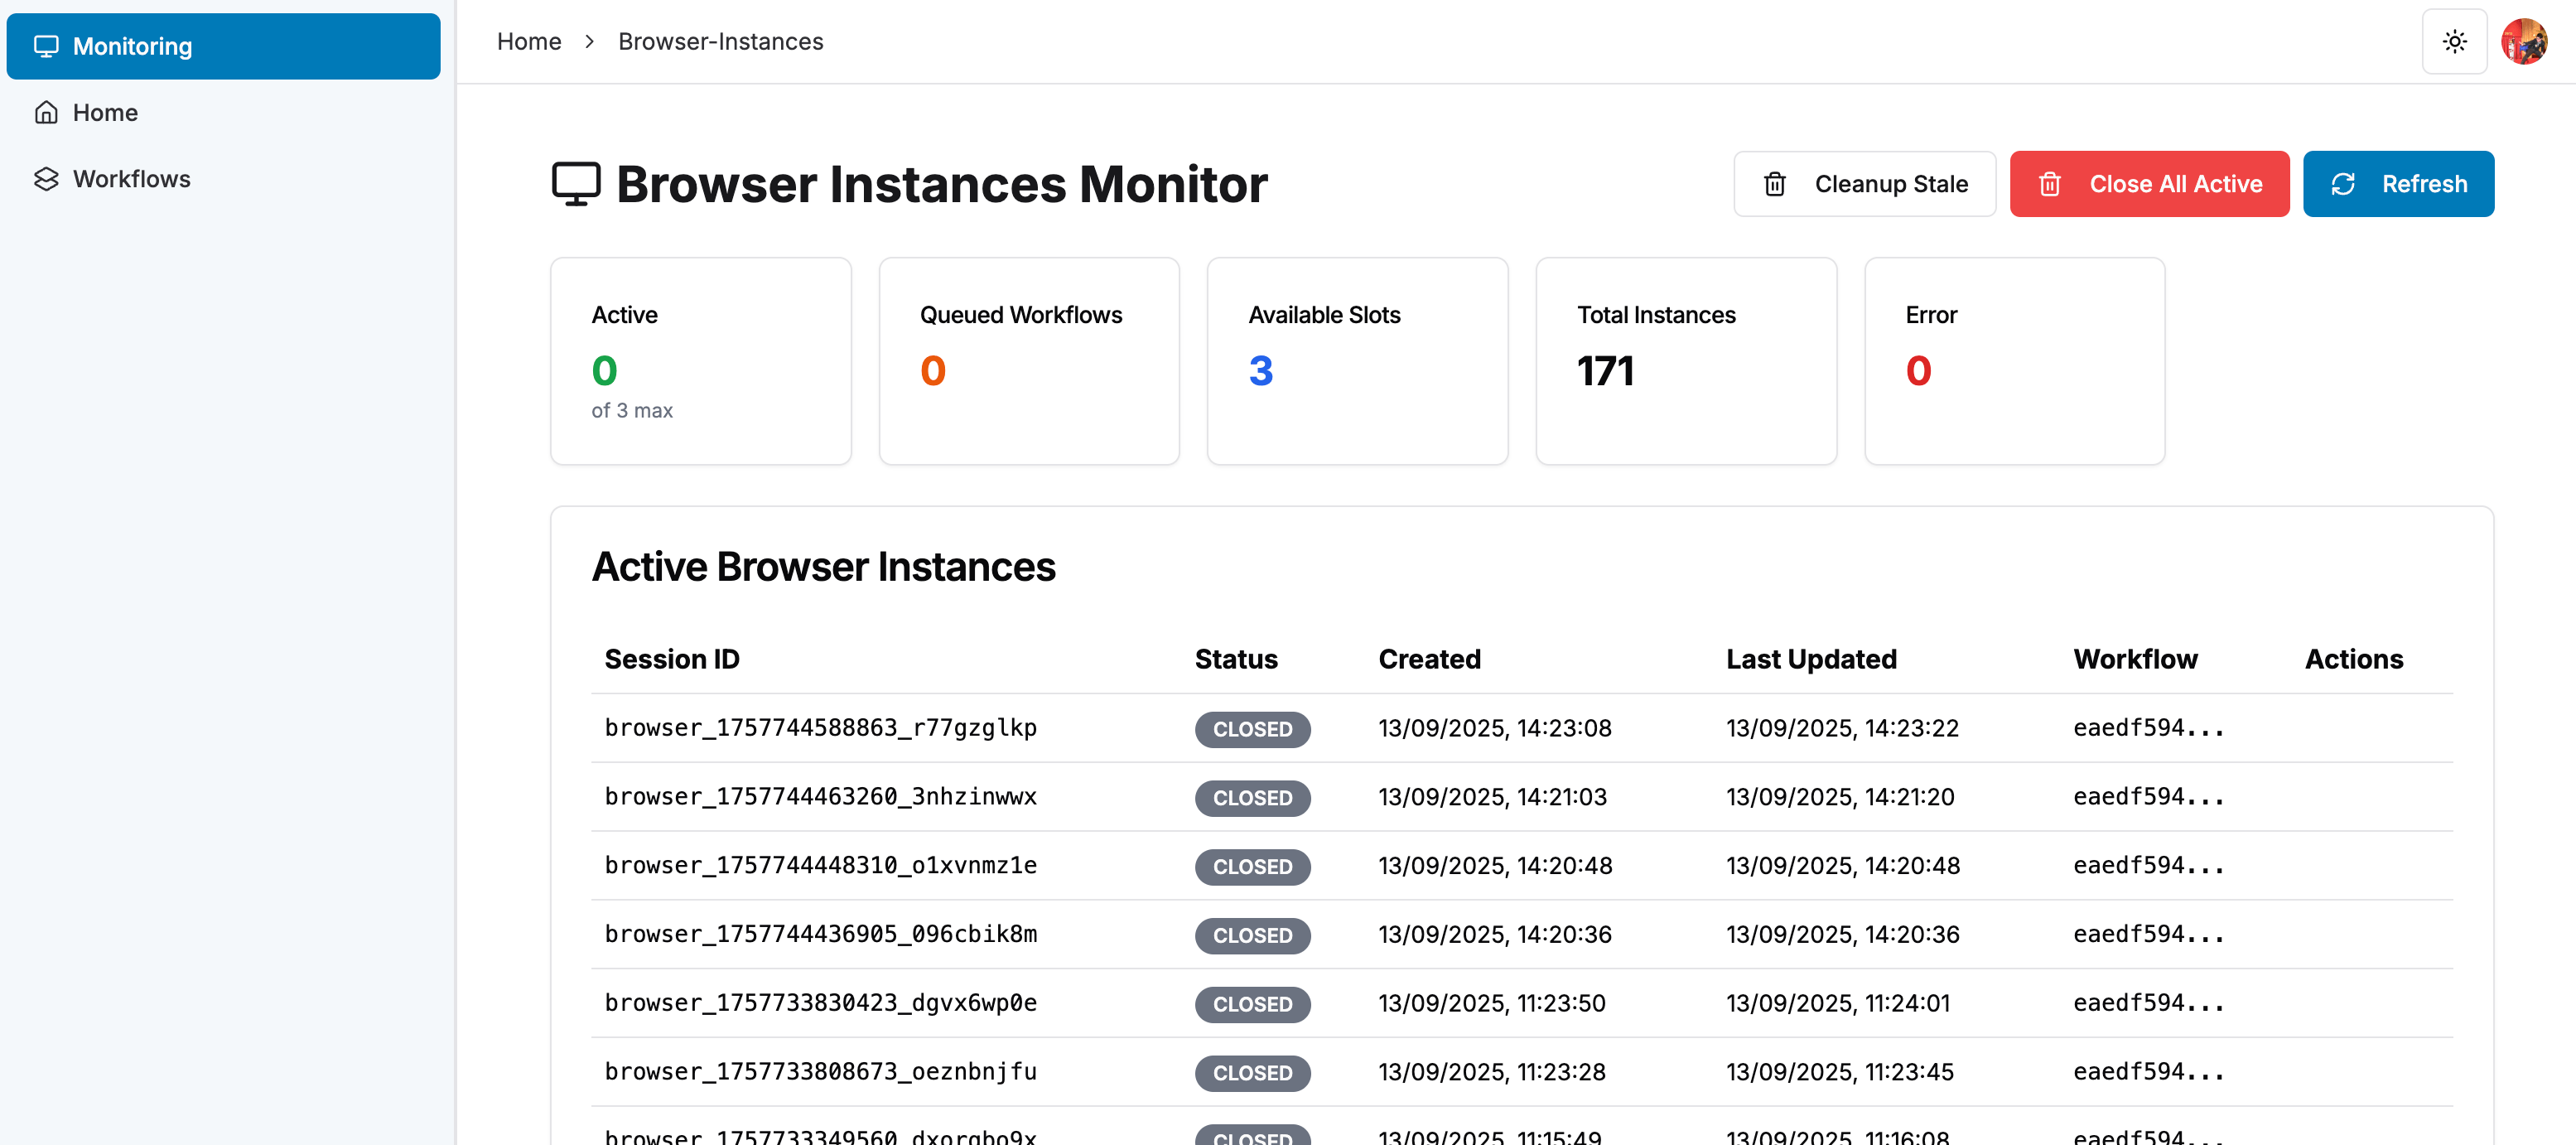 Monitoring
Home
Workflows
Home > Browser-Instances
Browser Instances Monitor
Cleanup Stale
Close All Active
Refresh
Active
0
of 3 max
Queued Workflows
0
Available Slots
3
Total Instances
171
Error
0
Active Browser Instances
Session ID Status Created Last Updated Workflow Actions
browser_1757744588863_r77gzglkp CLOSED 13/09/2025, 14:23:08 13/09/2025, 14:23:22 eaedf594...
browser_1757744463260_3nhzinwwx CLOSED 13/09/2025, 14:21:03 13/09/2025, 14:21:20 eaedf594...
browser_1757744448310_o1xvnmz1e CLOSED 13/09/2025, 14:20:48 13/09/2025, 14:20:48 eaedf594...
browser_1757744436905_096cbik8m CLOSED 13/09/2025, 14:20:36 13/09/2025, 14:20:36 eaedf594...
browser_1757733830423_dgvx6wp0e CLOSED 13/09/2025, 11:23:50 13/09/2025, 11:24:01 eaedf594...
browser_1757733808673_oeznbnjfu CLOSED 13/09/2025, 11:23:28 13/09/2025, 11:23:45 eaedf594...
CLOSED 13/09/2025, 11:15:49 13/09/2025, 11:16:08 eaedf594...